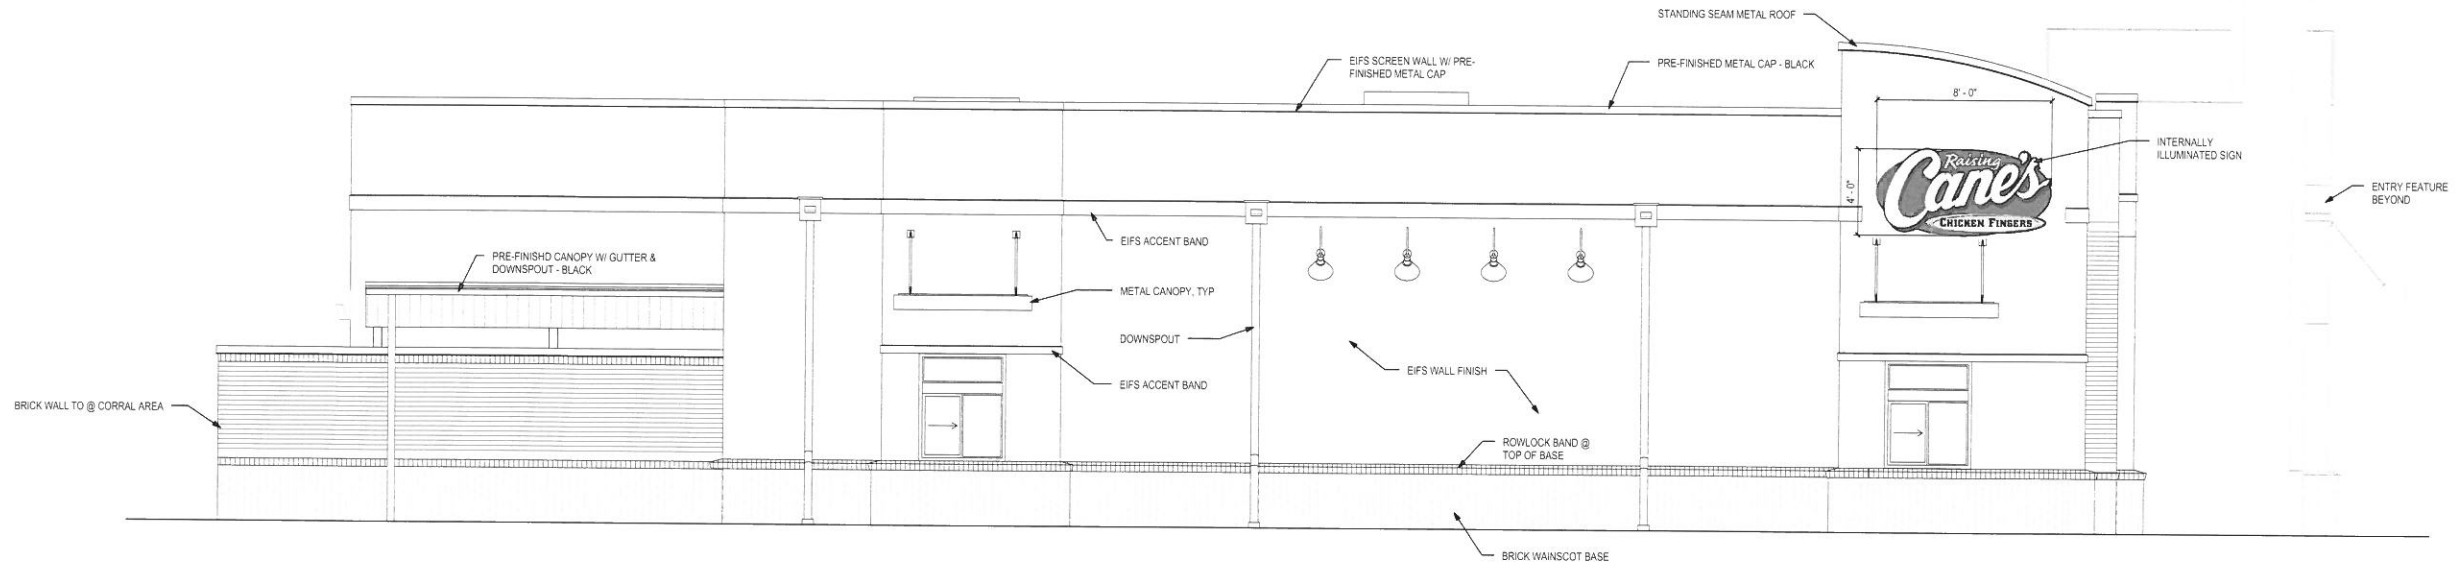 STANDING SEAM METAL ROOF
EIFS SCREEN WALL W/ PRE-
FINISHED METAL CAP
PRE-FINISHED METAL CAP - BLACK
8' - 0"
4' - 0"
Raising
Cane's
CHICKEN FINGERS
INTERNALLY
ILLUMINATED SIGN
ENTRY FEATURE
BEYOND
EIFS ACCENT BAND
PRE-FINISHD CANOPY W/ GUTTER &
DOWNSPOUT - BLACK
METAL CANOPY, TYP
DOWNSPOUT
EIFS WALL FINISH
EIFS ACCENT BAND
BRICK WALL TO @ CORRAL AREA
ROWLOCK BAND @
TOP OF BASE
BRICK WAINSCOT BASE